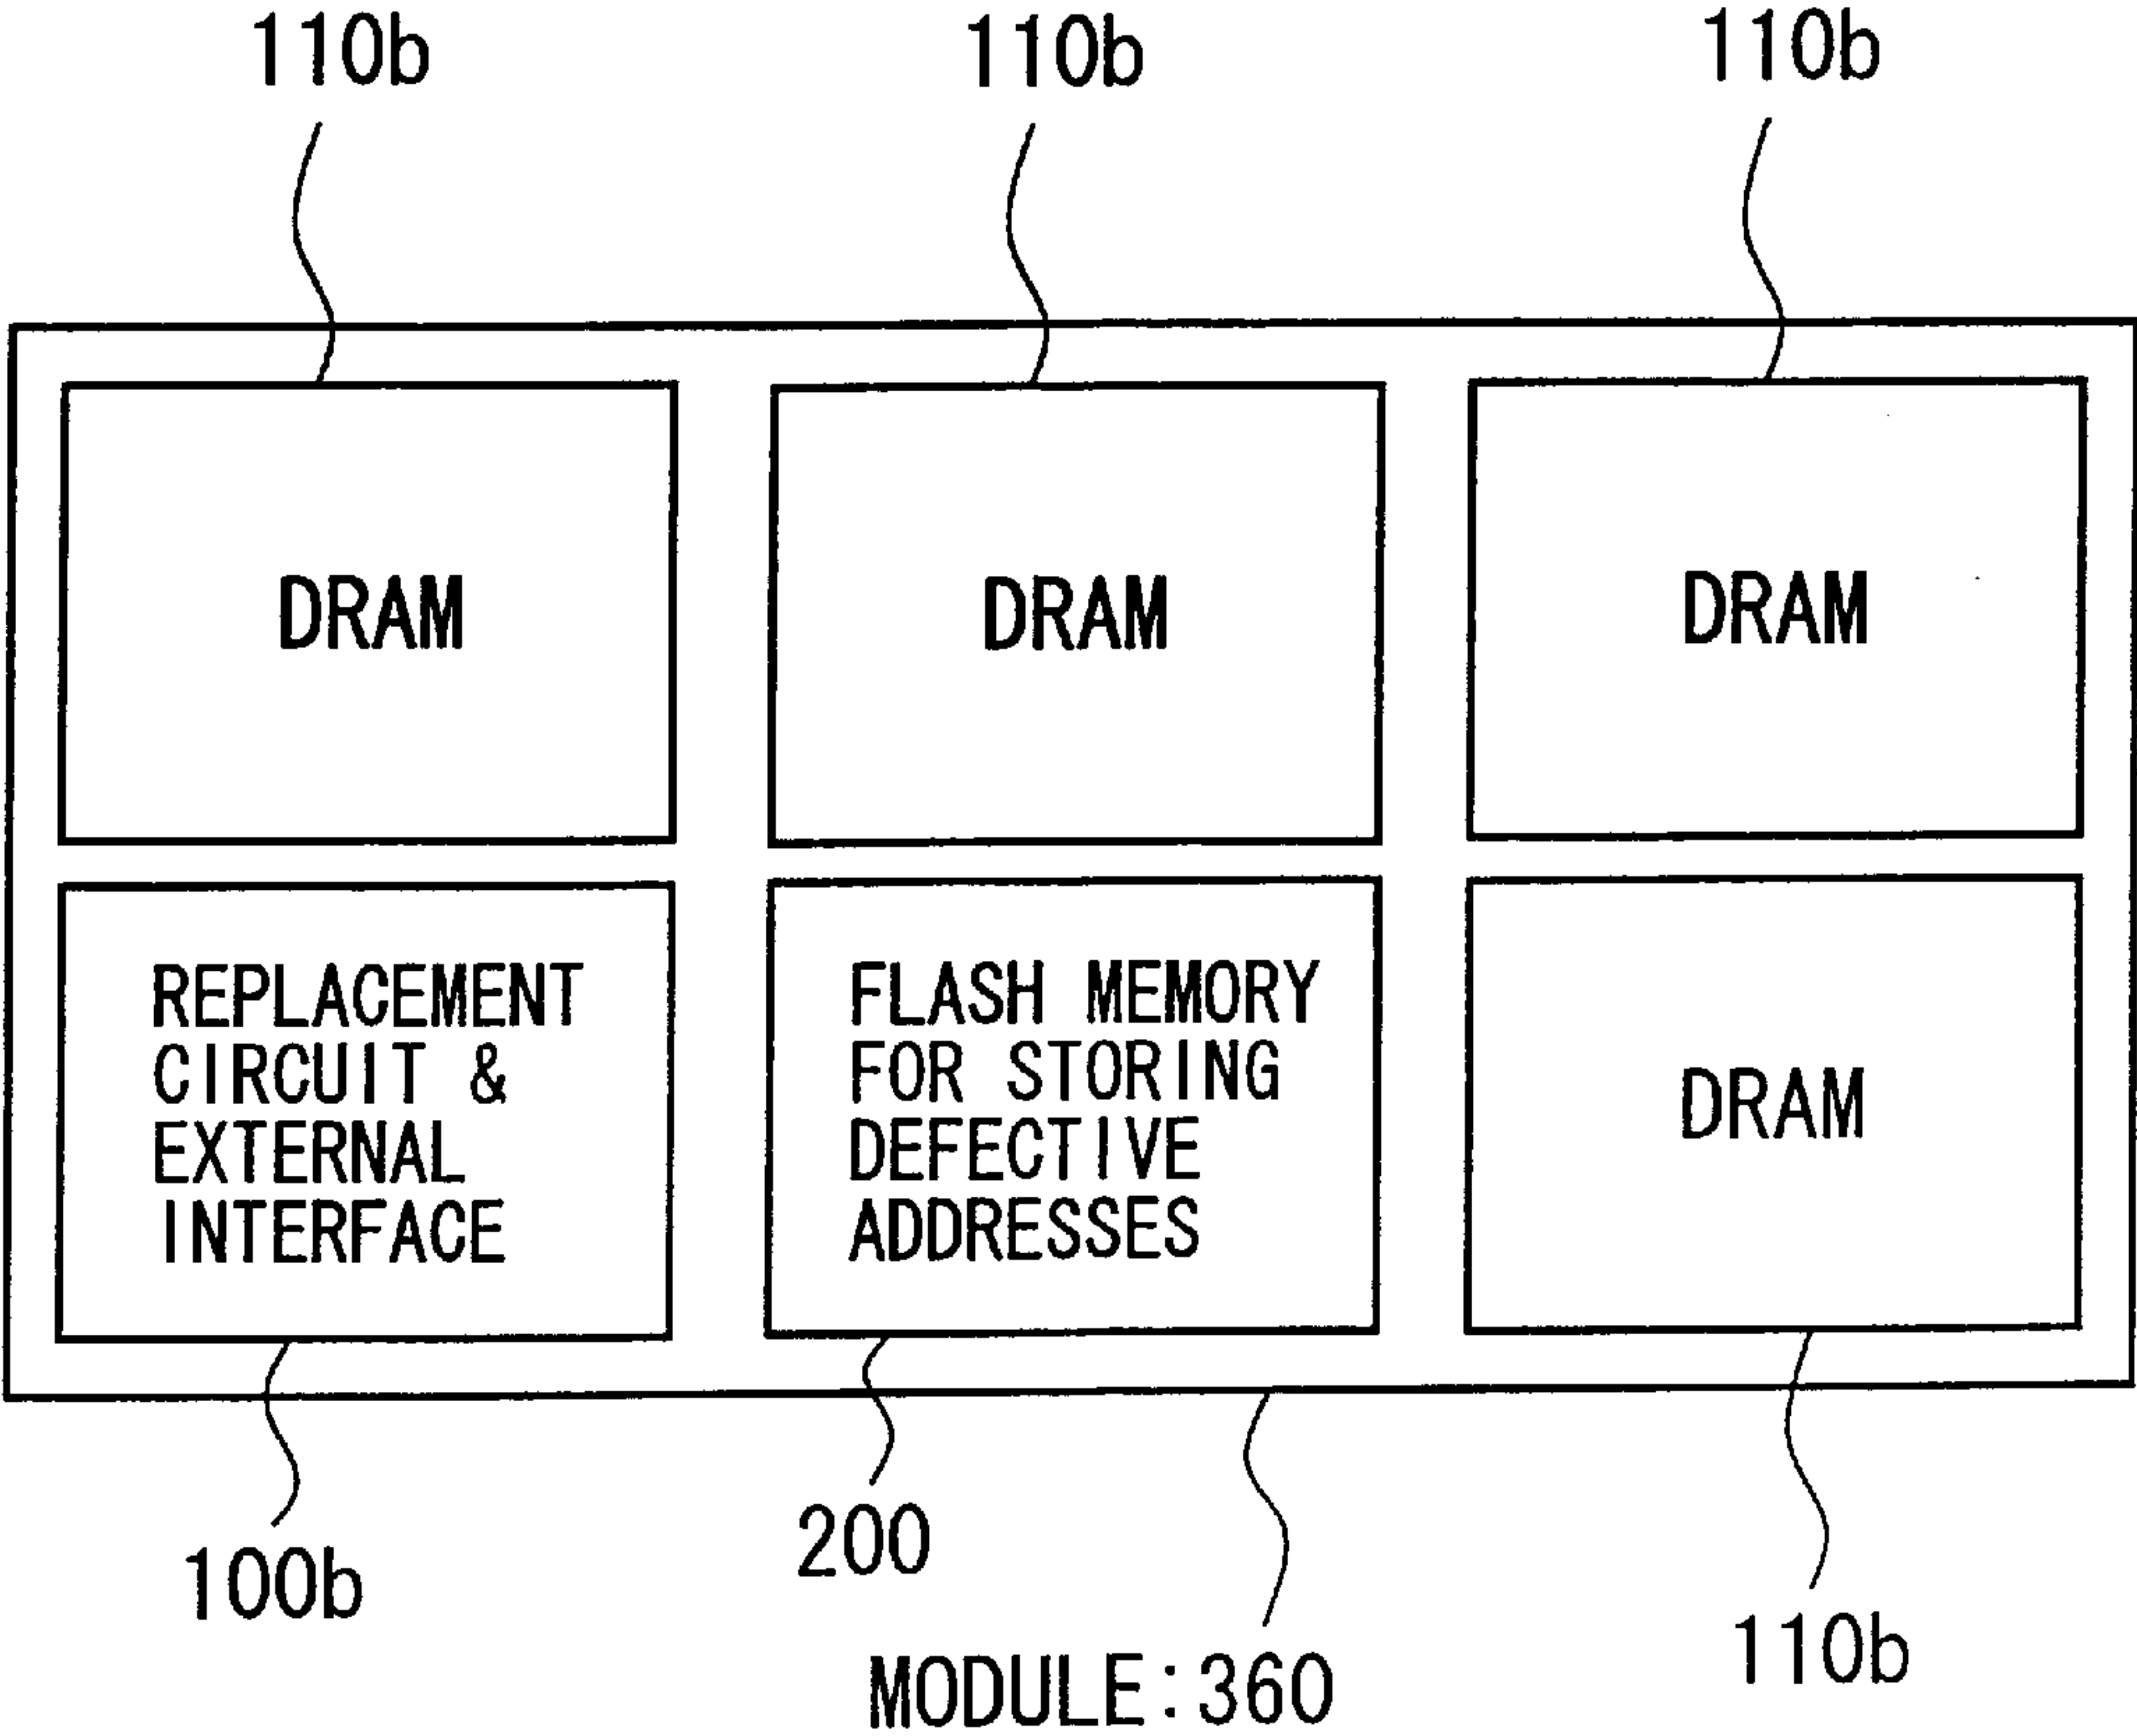 110b
110b
110b
DRAM
DRAM
DRAM
REPLACEMENT
CIRCUIT &
EXTERNAL
INTERFACE
FLASH MEMORY
FOR STORING
DEFECTIVE
ADDRESSES
DRAM
100b
200
MODULE:360
110b